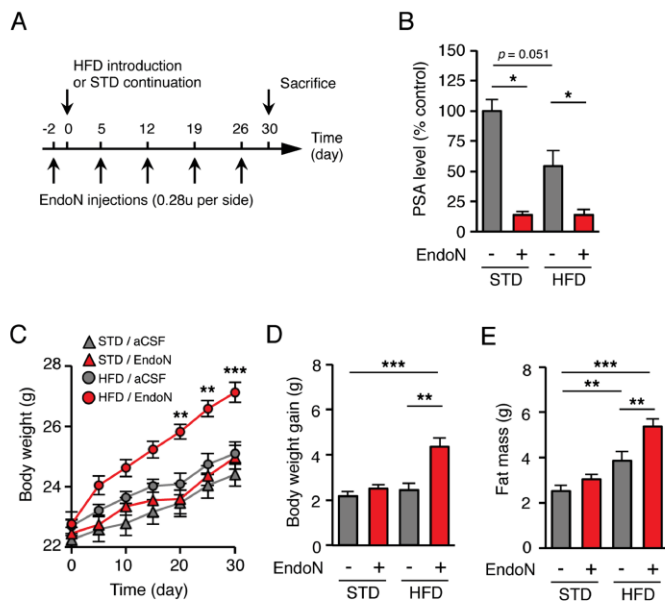 A
HFD introduction
or STD continuation
Sacrifice
-2 0 5 12 19 26 30
Time
(day)
EndoN injections (0.28u per side)
B
PSA level (% control)
150
125
100
75
50
25
0
p = 0.051
*
*
EndoN - + - +
STD HFD
C
STD / aCSF
STD / EndoN
HFD / aCSF
HFD / EndoN
Body weight (g)
28
26
24
22
** ** ***
0 10 20 30
Time (day)
D
Body weight gain (g)
8
6
4
2
0
***
**
EndoN - + - +
STD HFD
E
Fat mass (g)
8
6
4
2
0
***
**
**
EndoN - + - +
STD HFD